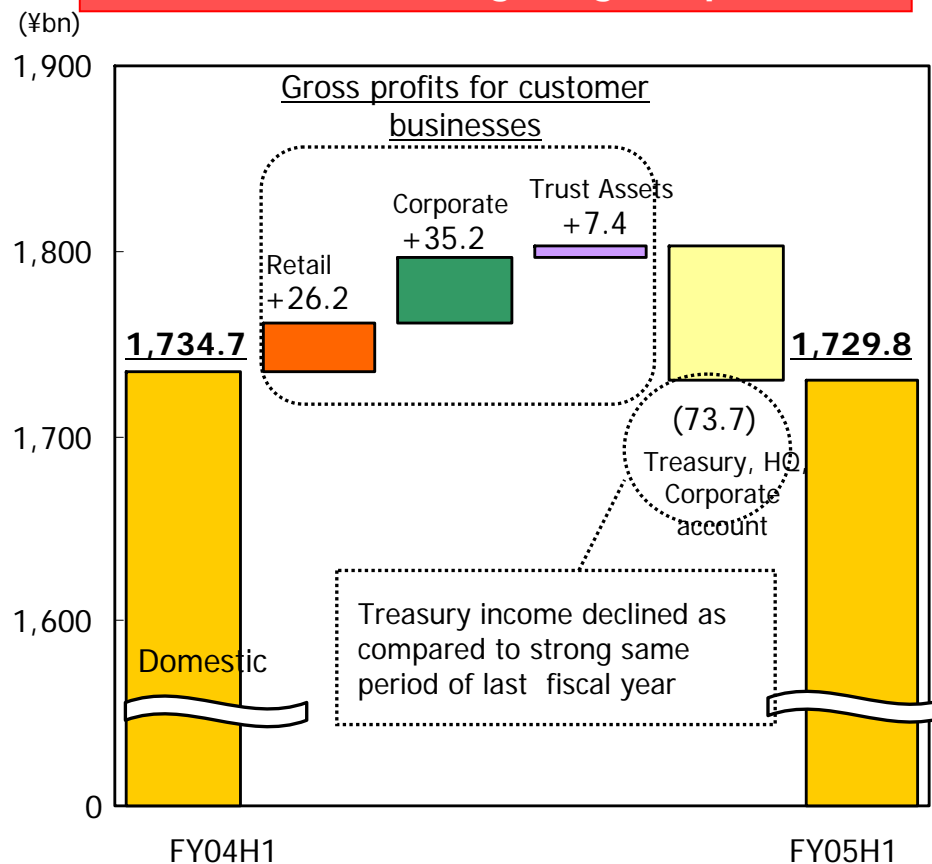 (¥bn)
1,900
Gross profits for customer
businesses
Trust Assets
+7.4
Corporate
+35.2
1,800
Retail
+26.2
1,734.7
1,729.8
1,700
(73.7)
Treasury, HQ,
Corporate
account
1,600
Treasury income declined as
compared to strong same
period of last fiscal year
Domestic
0
FY04H1
FY05H1